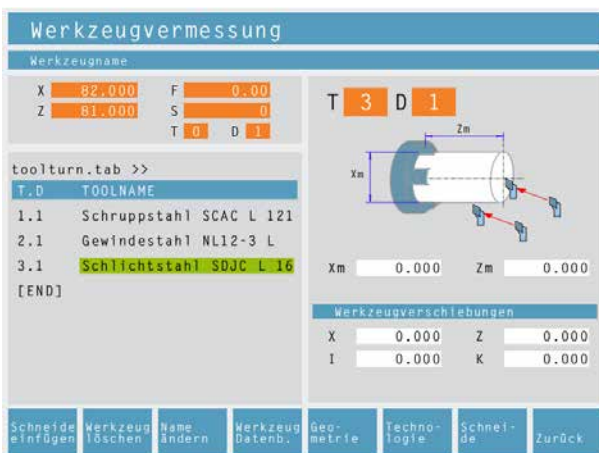 Werkzeugvermessung
Werkzeugname
X 82.000 F 0.00
Z 81.000 S 0
T 0 D 1
toolturn.tab >>
T.D TOOLNAME
1.1 Schruppstahl SCAC L 121
2.1 Gewindestahl NL12-3 L
3.1 Schlichtstahl SDJC L 16
[END]
T 3 D 1
Zm
Xm
Xm 0.000 Zm 0.000
Werkzeugverschiebungen
X 0.000 Z 0.000
I 0.000 K 0.000
Schneide einfügen
Werkzeug löschen
Name ändern
Werkzeug Datenb.
Geo- metrie
Techno- logie
Schnei- de
Zurück